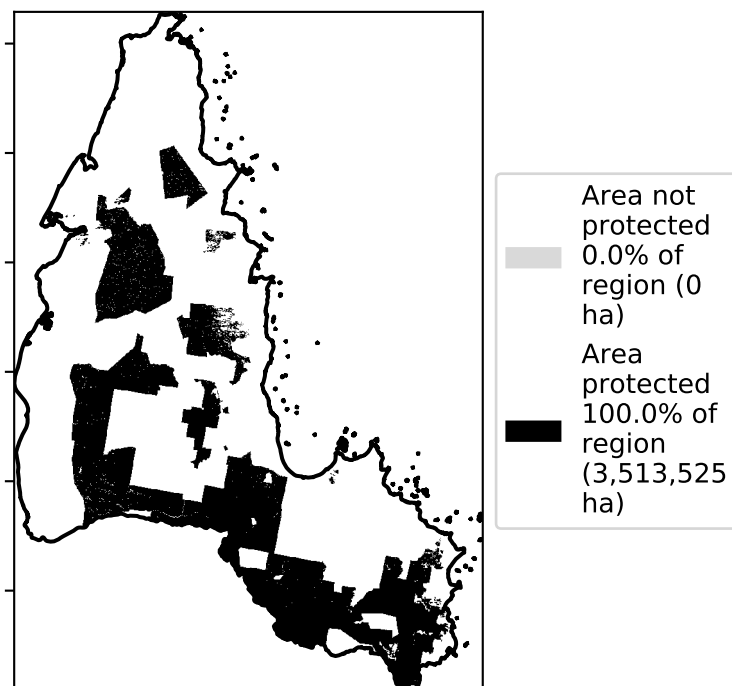 Area not
protected
0.0% of
region (0
ha)
Area
protected
100.0% of
region
(3,513,525
ha)